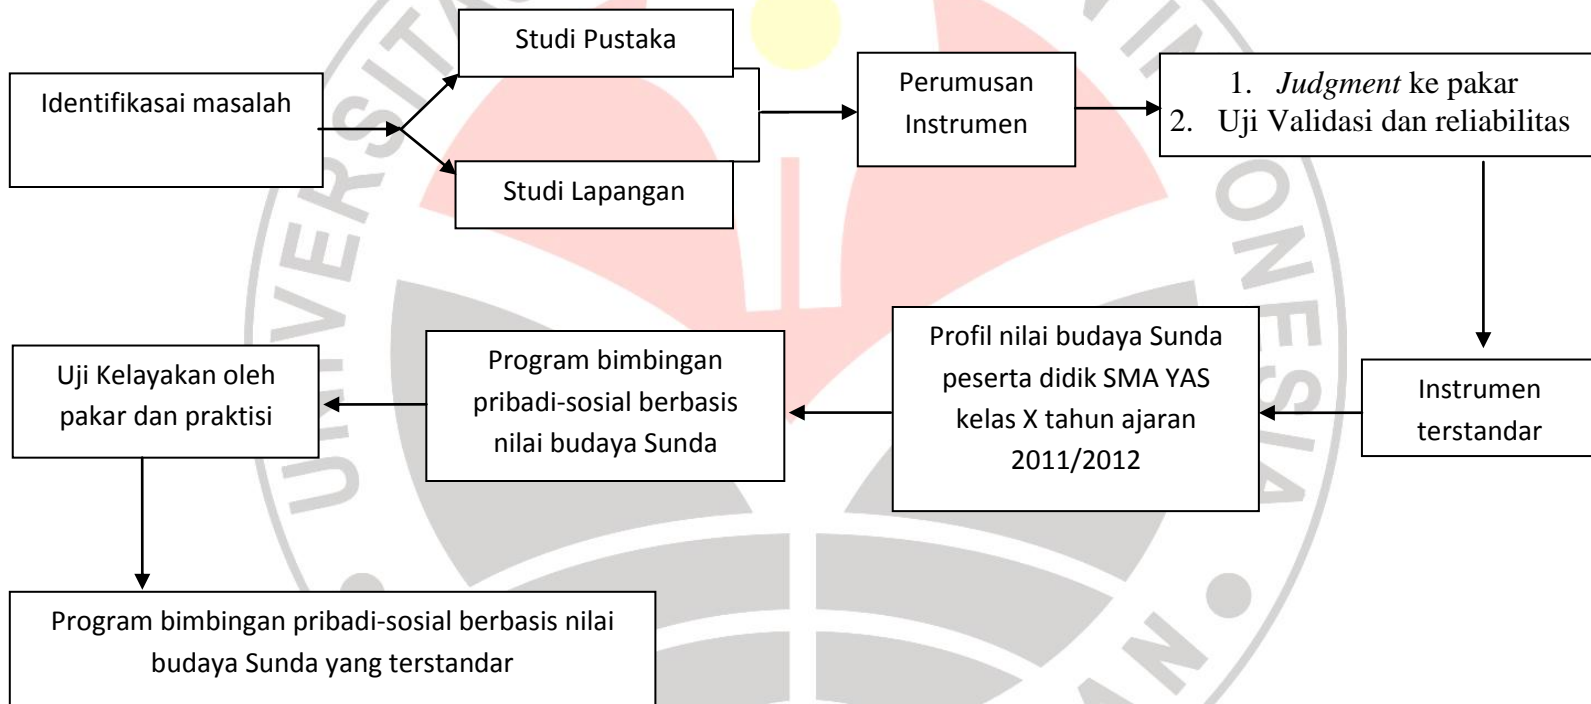 Studi Pustaka
Identifikasai masalah
Studi Lapangan
Perumusan
Instrumen
1. Judgment ke pakar
2. Uji Validasi dan reliabilitas
Instrumen
terstandar
Profil nilai budaya Sunda
peserta didik SMA YAS
kelas X tahun ajaran
2011/2012
Program bimbingan
pribadi-sosial berbasis
nilai budaya Sunda
Uji Kelayakan oleh
pakar dan praktisi
Program bimbingan pribadi-sosial berbasis nilai
budaya Sunda yang terstandar